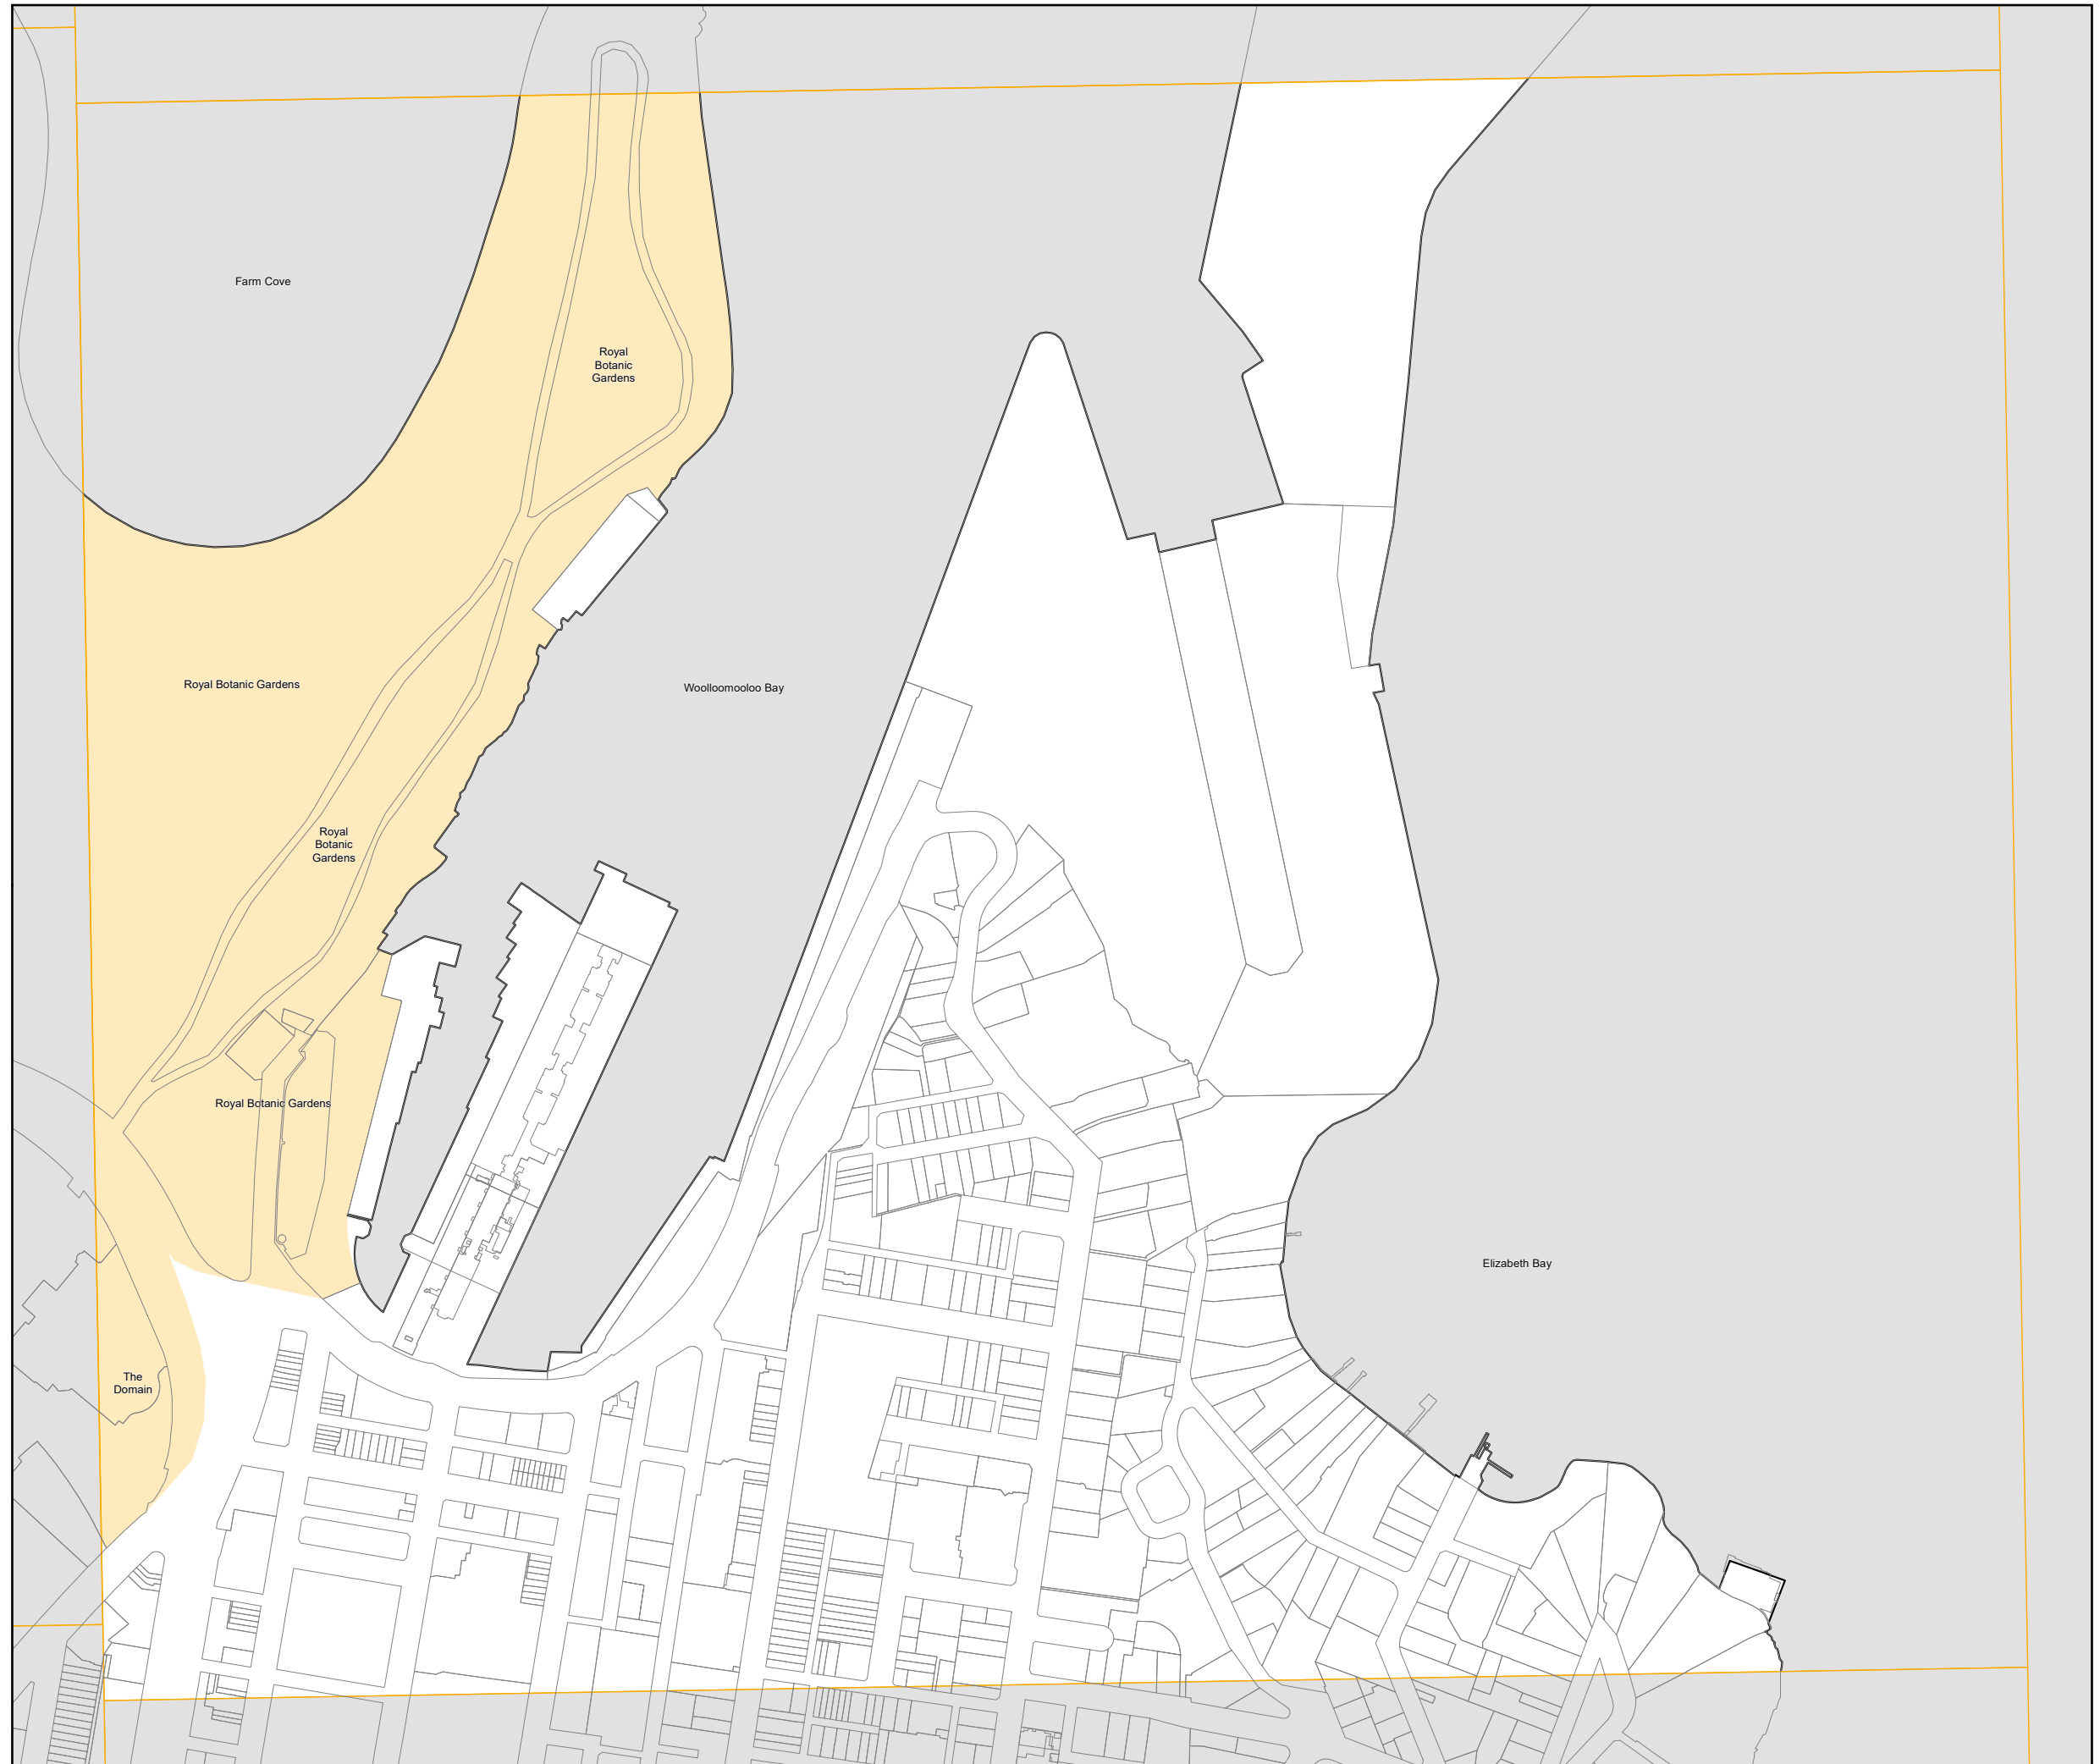 Farm Cove
Royal
Botanic
Gardens
Royal Botanic Gardens
Woolloomooloo Bay
Royal
Botanic
Gardens
Royal Botanic Gardens
Elizabeth Bay
The
Domain